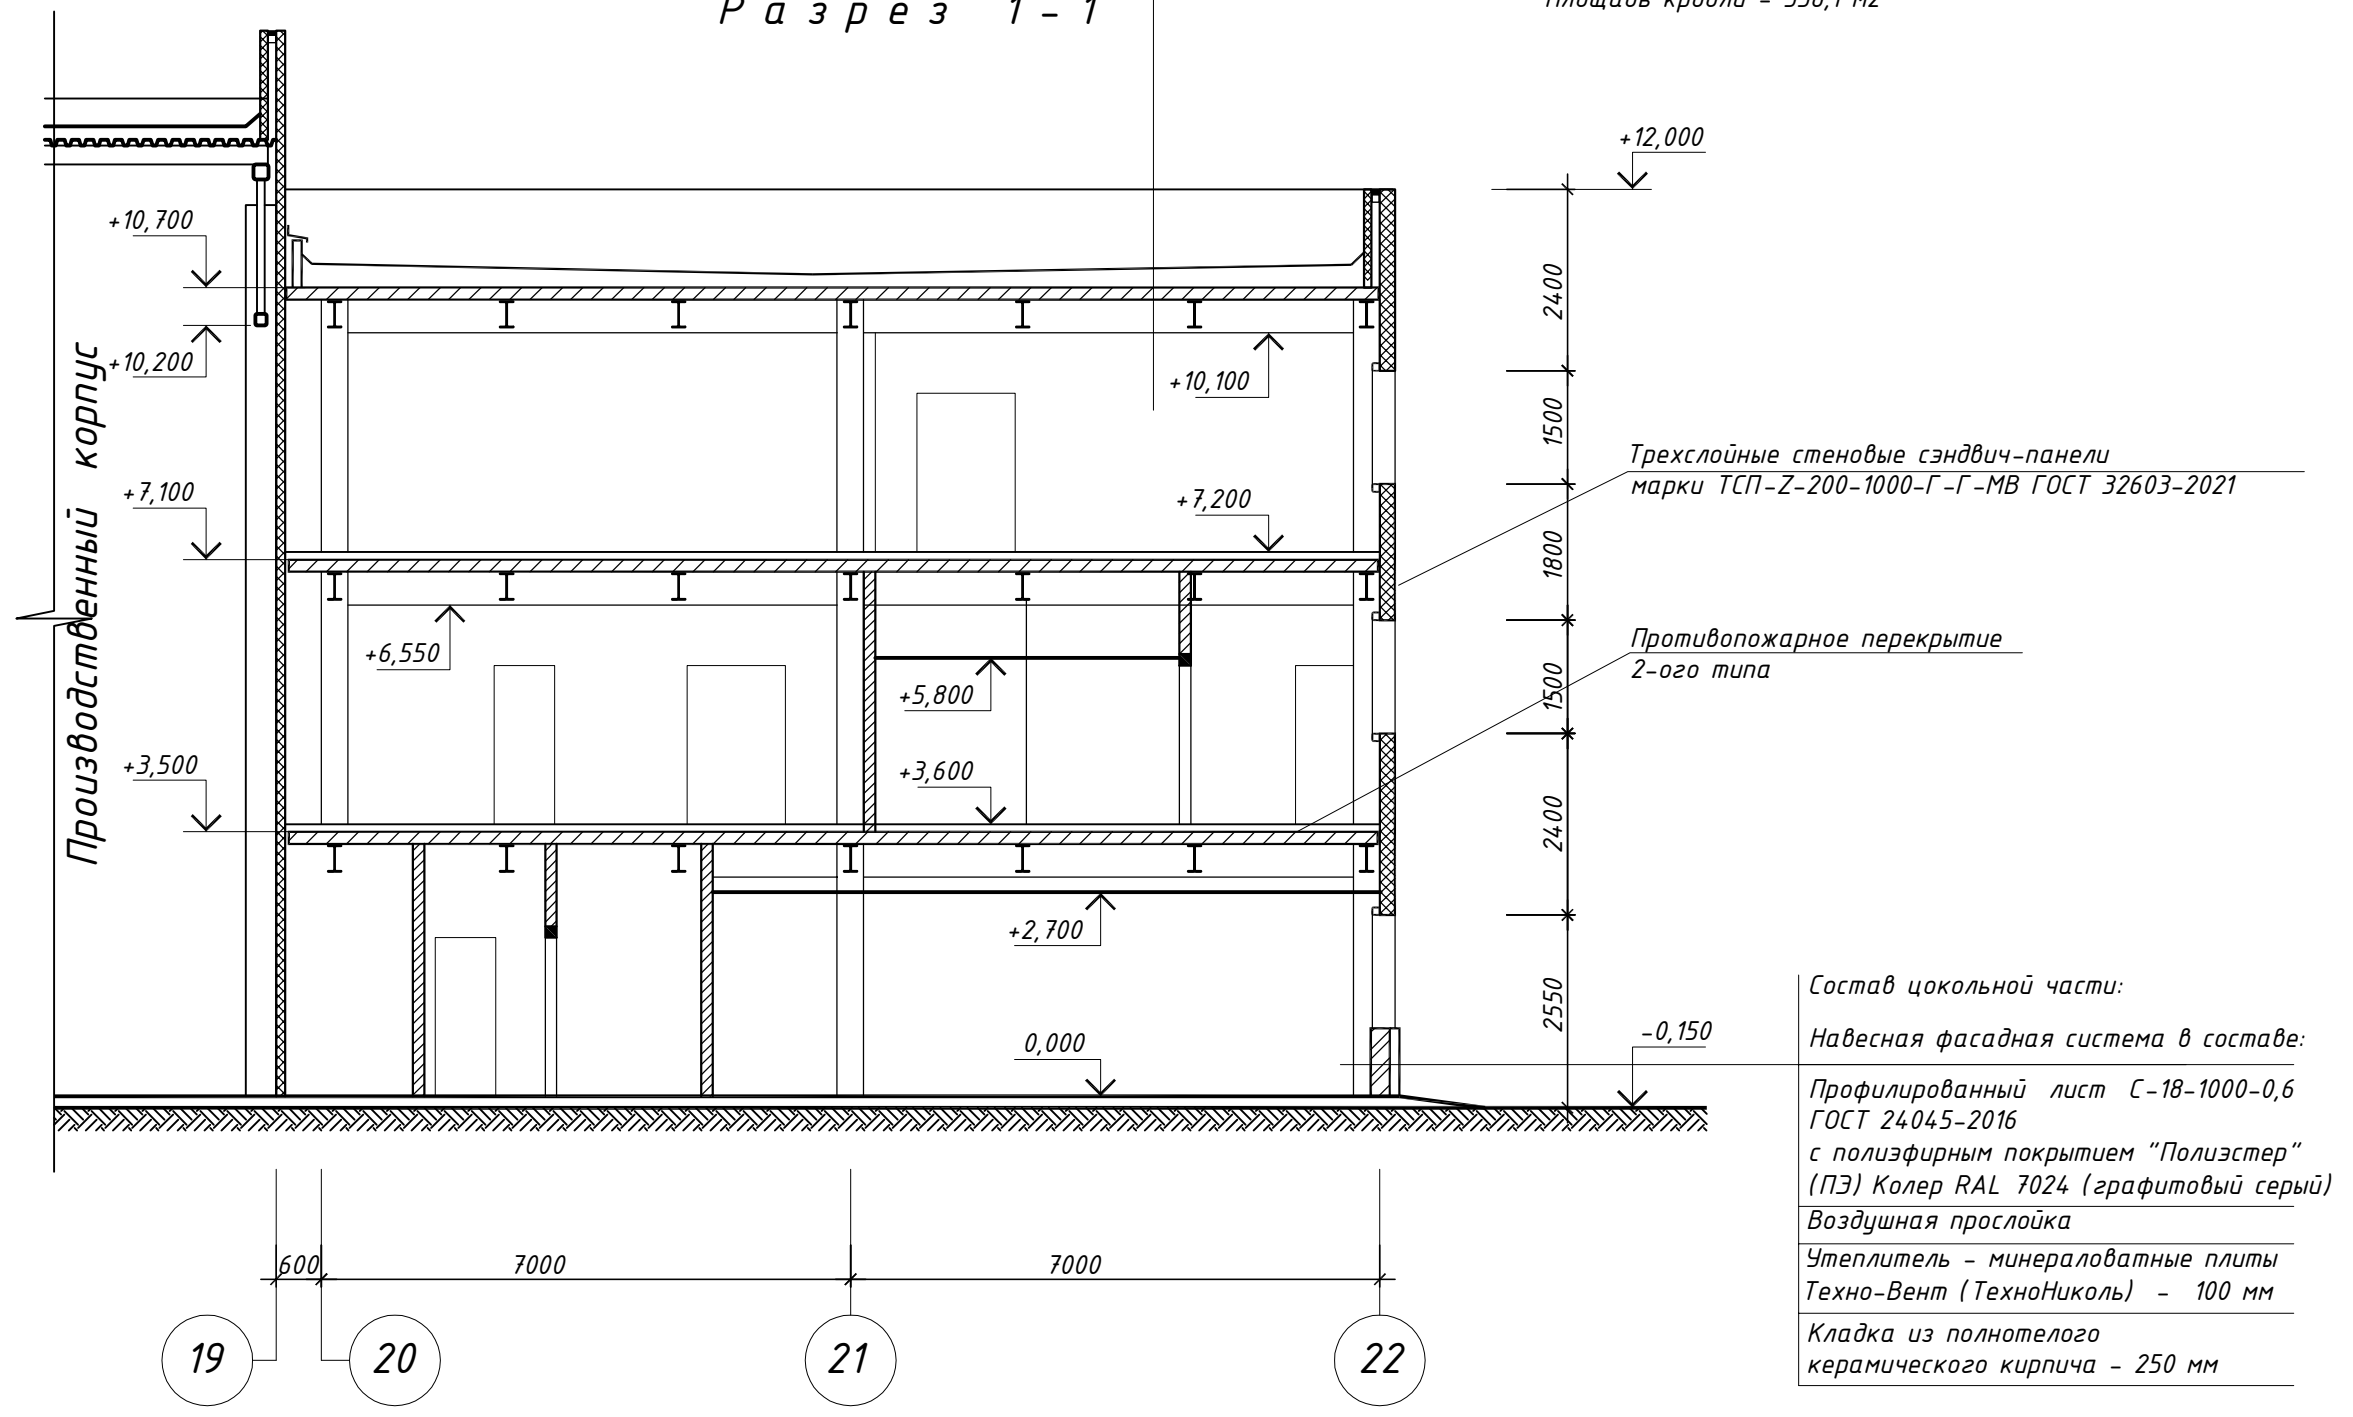 Разрез 1-1
Площадь кровли - 336,1 м2
+12,000
+10,700
+10,200
+10,100
+7,100
+7,200
+6,550
+5,800
+3,500
+3,600
+2,700
0,000
-0,150
Производственный корпус
2400
1500
1800
1500
2400
2550
Трехслойные стеновые сэндвич-панели
марки ТСП-Z-200-1000-Г-Г-МВ ГОСТ 32603-2021
Противопожарное перекрытие
2-ого типа
Состав цокольной части:
Навесная фасадная система в составе:
Профилированный лист С-18-1000-0,6
ГОСТ 24045-2016
с полиэфирным покрытием "Полиэстер"
(ПЭ) Колер RAL 7024 (графитовый серый)
Воздушная прослойка
Утеплитель - минераловатные плиты
Техно-Вент (ТехноНиколь) - 100 мм
Кладка из полнотелого
керамического кирпича - 250 мм
600
7000
7000
19
20
21
22